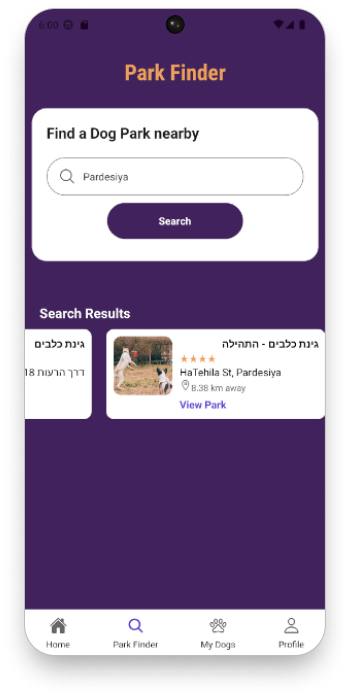 6:00
Park Finder
Find a Dog Park nearby
Pardesiya
Search
Search Results
גינת כלבים
דרך הרעות 18
גינת כלבים - התהילה
HaTehila St, Pardesiya
8.38 km away
View Park
Home
Park Finder
My Dogs
Profile